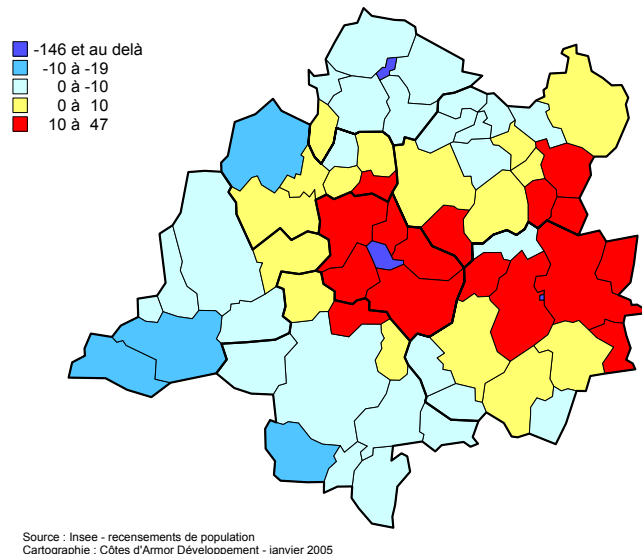 -146 et au delà
-10 à -19
0 à -10
0 à 10
10 à 47
Source : Insee - recensements de population
Cartographie : Côtes d'Armor Développement - janvier 2005